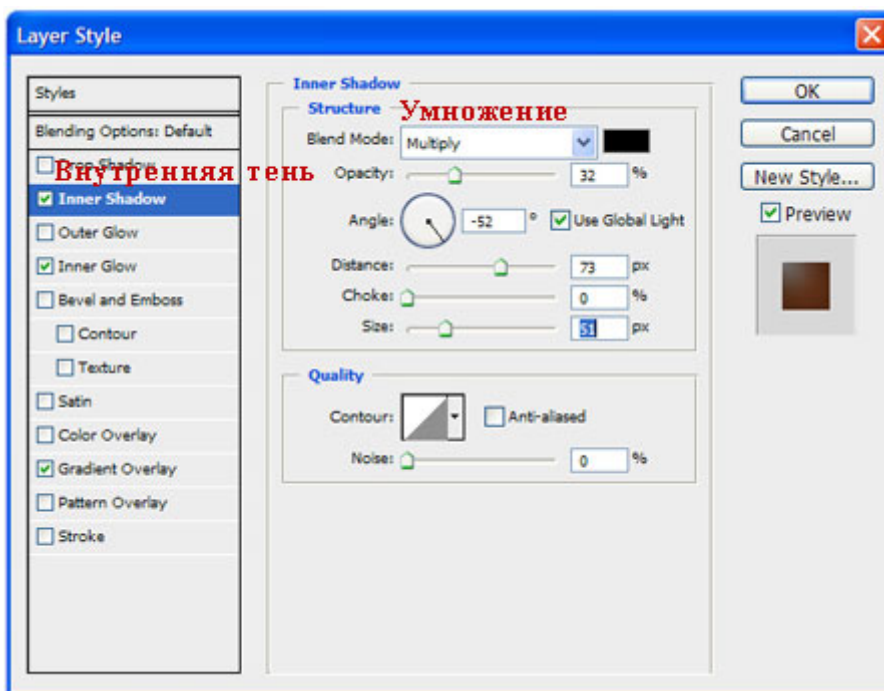 Layer Style
Styles
Blending Options: Default
Drop Shadow
Внутренняя тень
Inner Shadow
Outer Glow
Inner Glow
Bevel and Emboss
Contour
Texture
Satin
Color Overlay
Gradient Overlay
Pattern Overlay
Stroke
Inner Shadow
Structure
Умножение
Blend Mode: Multiply
Opacity: 32 %
Angle: -52 ° Use Global Light
Distance: 73 px
Choke: 0 %
Size: 51 px
Quality
Contour: Anti-aliased
Noise: 0 %
OK
Cancel
New Style...
Preview